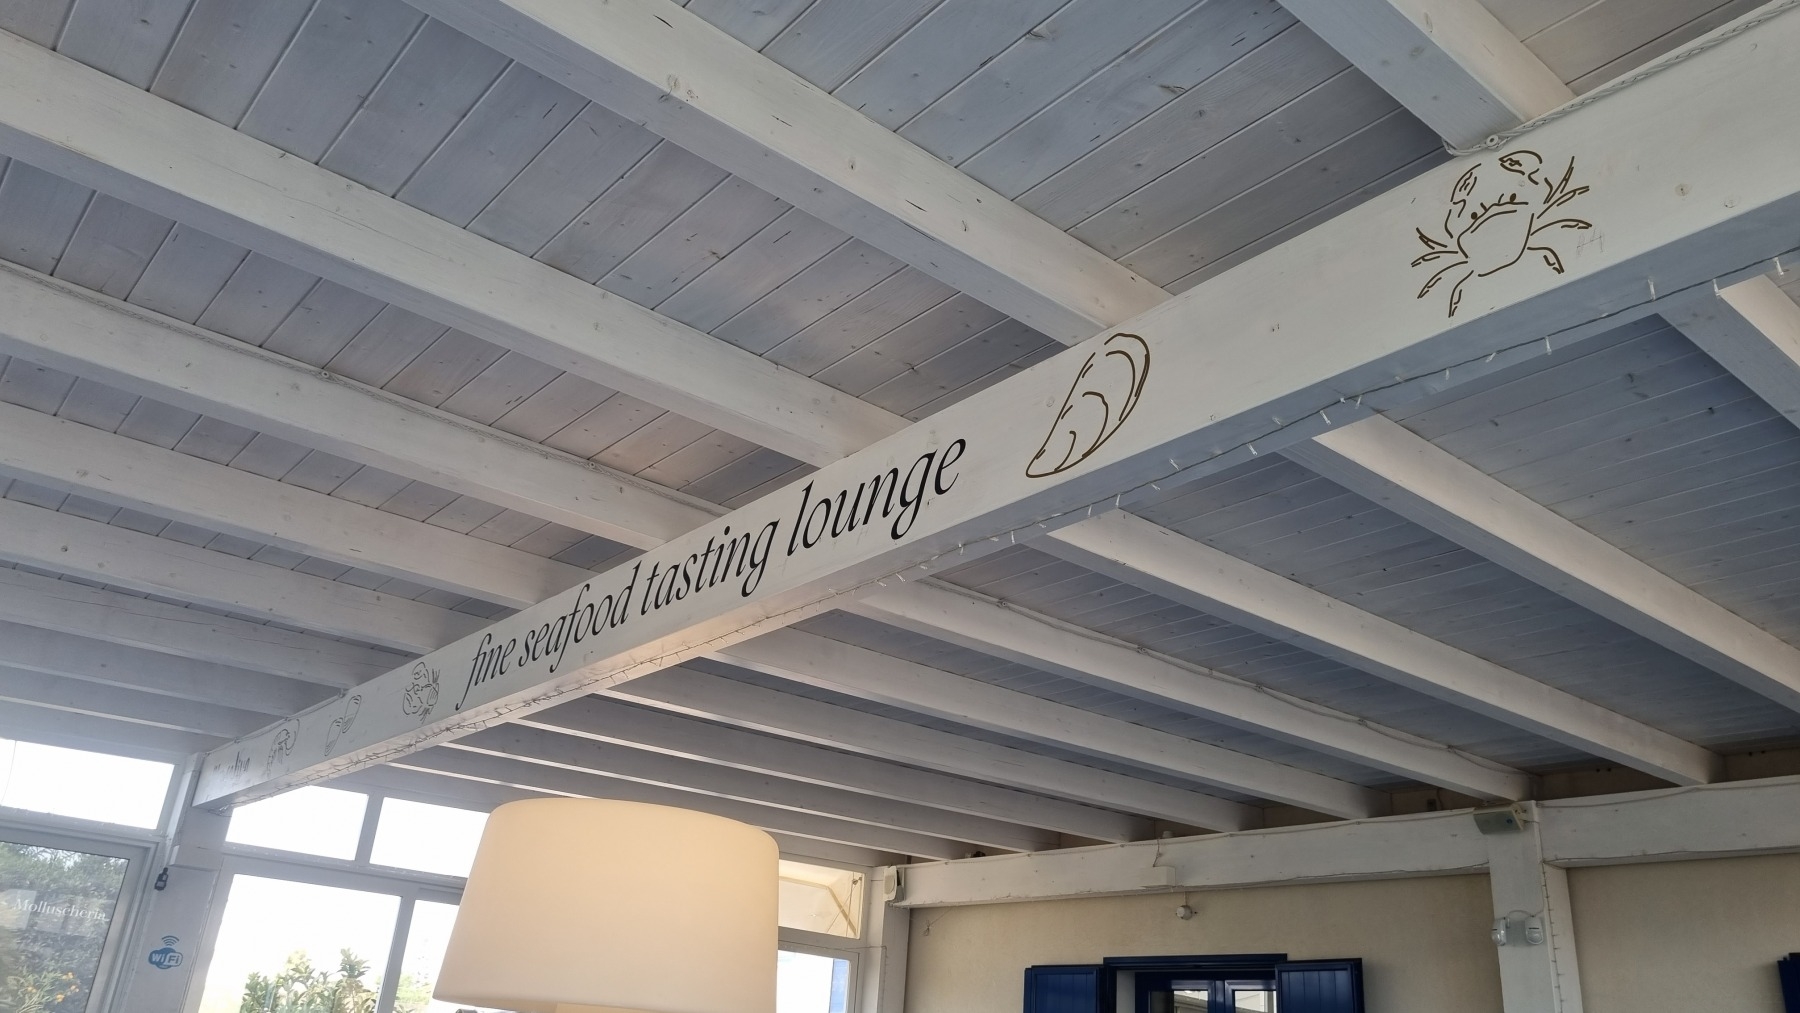 fine seafood tasting lounge
Molluscheria
WiFi